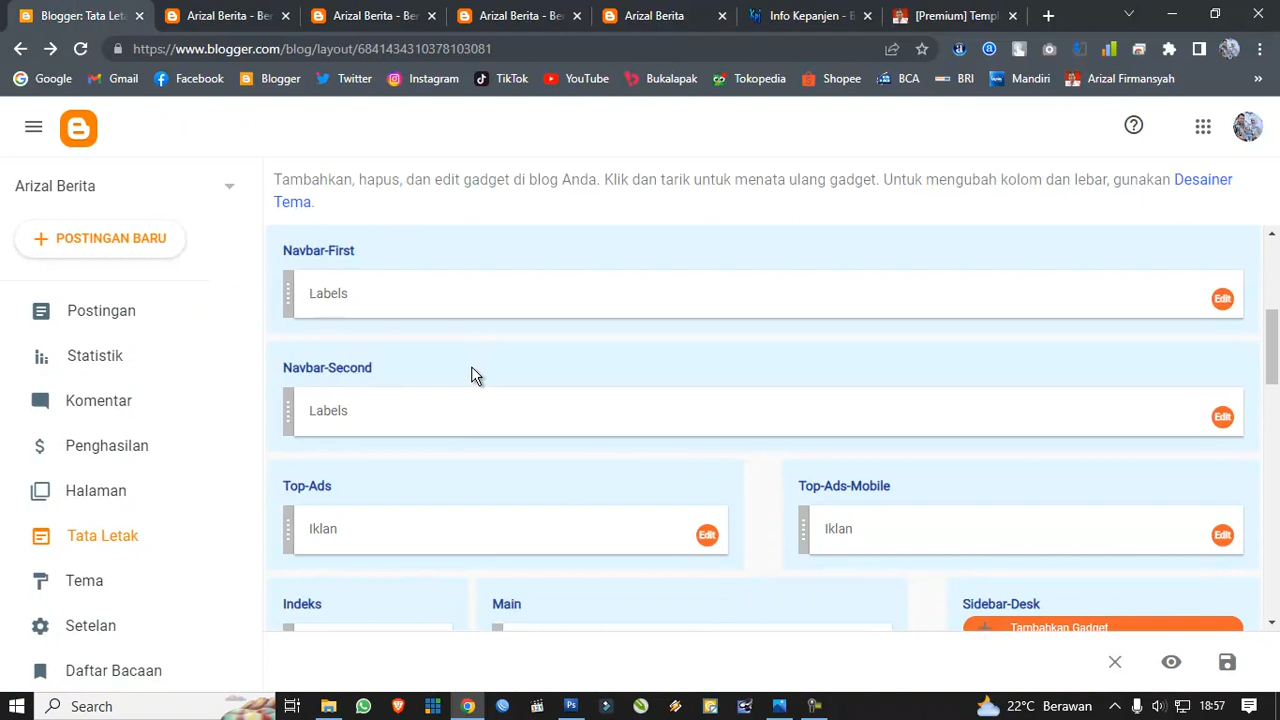 Blogger: Tata Leta
Arizal Berita - Ber
Arizal Berita - Ber
Arizal Berita - Ber
Arizal Berita
Info Kepanjen - B
[Premium] Templ
https://www.blogger.com/blog/layout/6841434310378103081
Google
Gmail
Facebook
Blogger
Twitter
Instagram
TikTok
YouTube
Bukalapak
Tokopedia
Shopee
BCA
BRI
Mandiri
Arizal Firmansyah
»
Arizal Berita
POSTINGAN BARU
Postingan
Statistik
Komentar
Penghasilan
Halaman
Tata Letak
Tema
Setelan
Daftar Bacaan
Tambahkan, hapus, dan edit gadget di blog Anda. Klik dan tarik untuk menata ulang gadget. Untuk mengubah kolom dan lebar, gunakan Desainer
Tema.
Navbar-First
Labels
Edit
Navbar-Second
Labels
Edit
Top-Ads
Iklan
Edit
Top-Ads-Mobile
Iklan
Edit
Indeks
Main
Sidebar-Desk
Tambahkan Gadget
Search
22°C Berawan
18:57